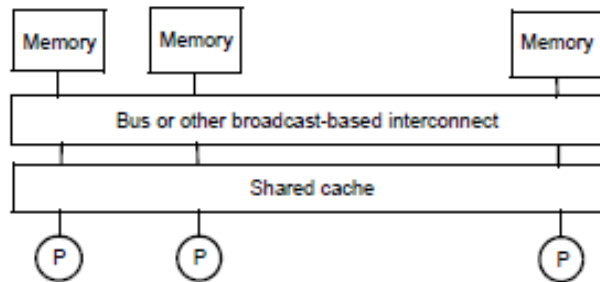 Memory
Memory
Memory
Bus or other broadcast-based interconnect
Shared cache
P
P
P